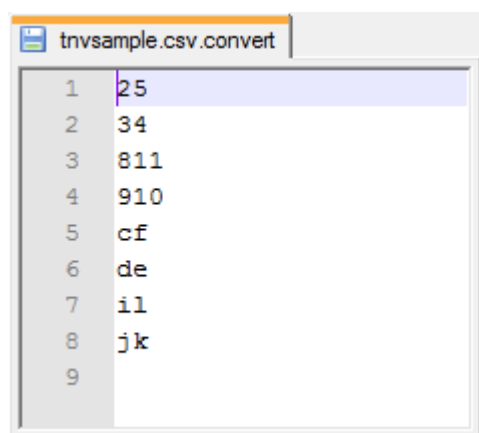 tnvsample.csv.convert
1 25
2 34
3 811
4 910
5 cf
6 de
7 il
8 jk
9